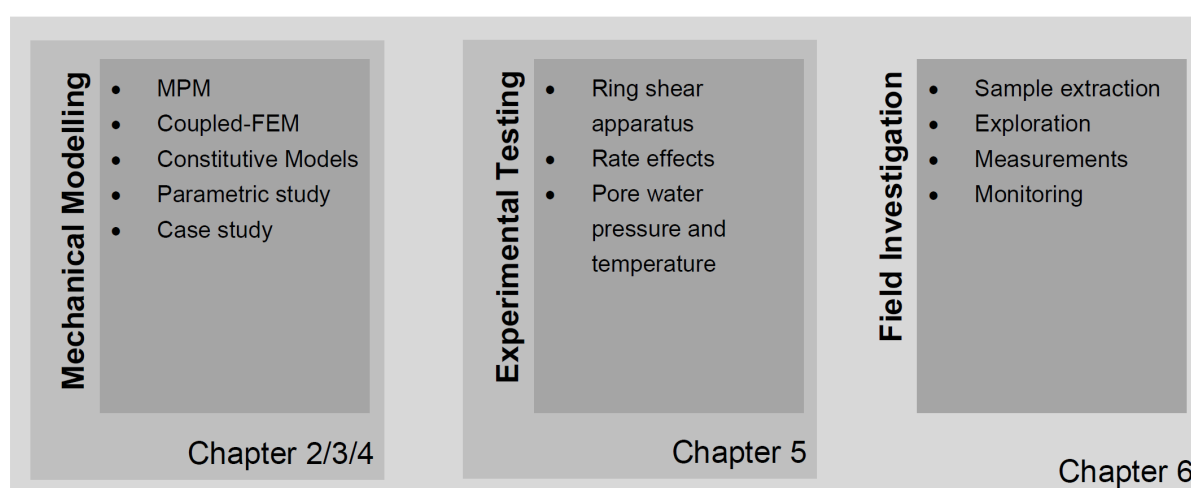 Mechanical Modelling
• MPM
• Coupled-FEM
• Constitutive Models
• Parametric study
• Case study
Chapter 2/3/4
Experimental Testing
• Ring shear
apparatus
• Rate effects
• Pore water
pressure and
temperature
Chapter 5
Field Investigation
• Sample extraction
• Exploration
• Measurements
• Monitoring
Chapter 6